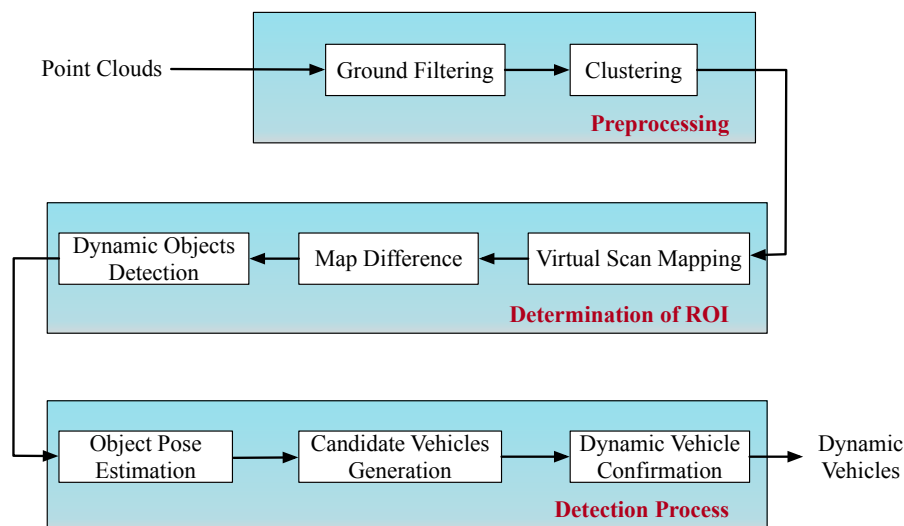 Point Clouds
Ground Filtering
Clustering
Preprocessing
Dynamic Objects
Detection
Map Difference
Virtual Scan Mapping
Determination of ROI
Object Pose
Estimation
Candidate Vehicles
Generation
Dynamic Vehicle
Confirmation
Dynamic
Vehicles
Detection Process